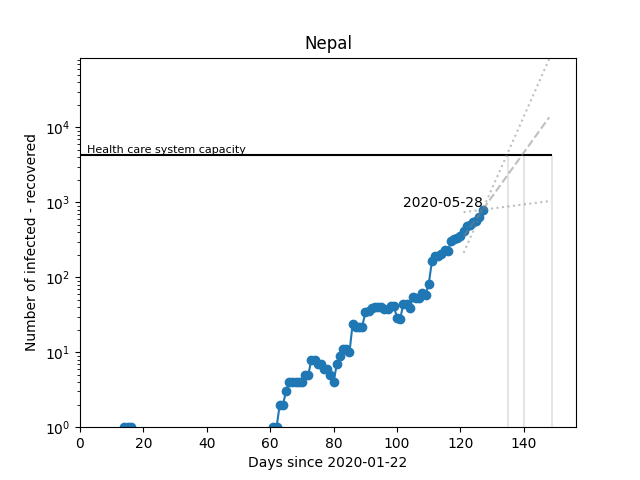 Nepal
Number of infected - recovered
10⁴
10³
10²
10¹
10⁰
Health care system capacity
2020-05-28
0 20 40 60 80 100 120 140
Days since 2020-01-22